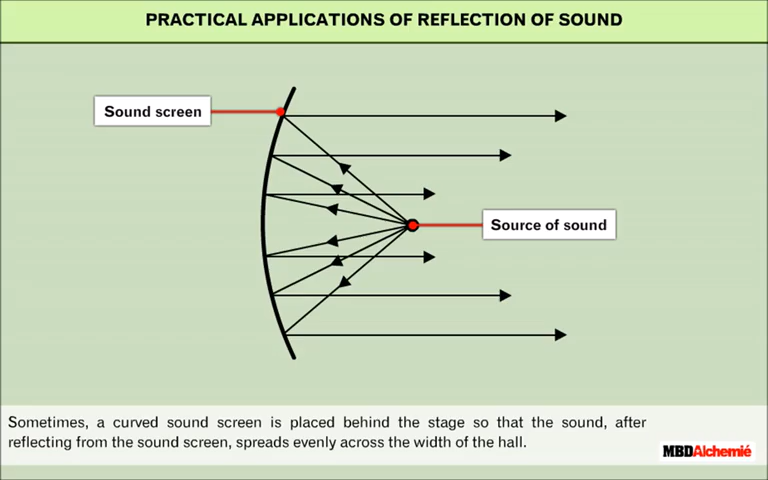 PRACTICAL APPLICATIONS OF REFLECTION OF SOUND
Sound screen
Source of sound
Sometimes, a curved sound screen is placed behind the stage so that the sound, after
reflecting from the sound screen, spreads evenly across the width of the hall.
MBDAlchemié